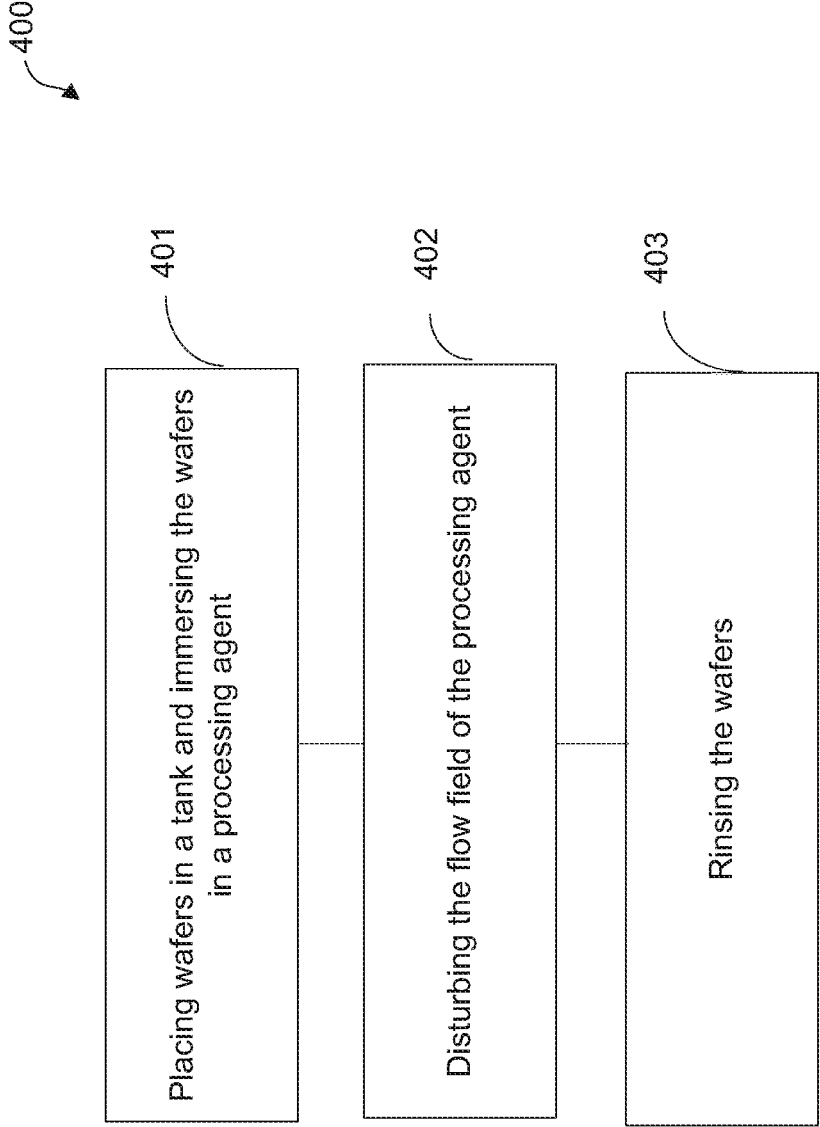 400
401
Placing wafers in a tank and immersing the wafers
in a processing agent
402
Disturbing the flow field of the processing agent
403
Rinsing the wafers